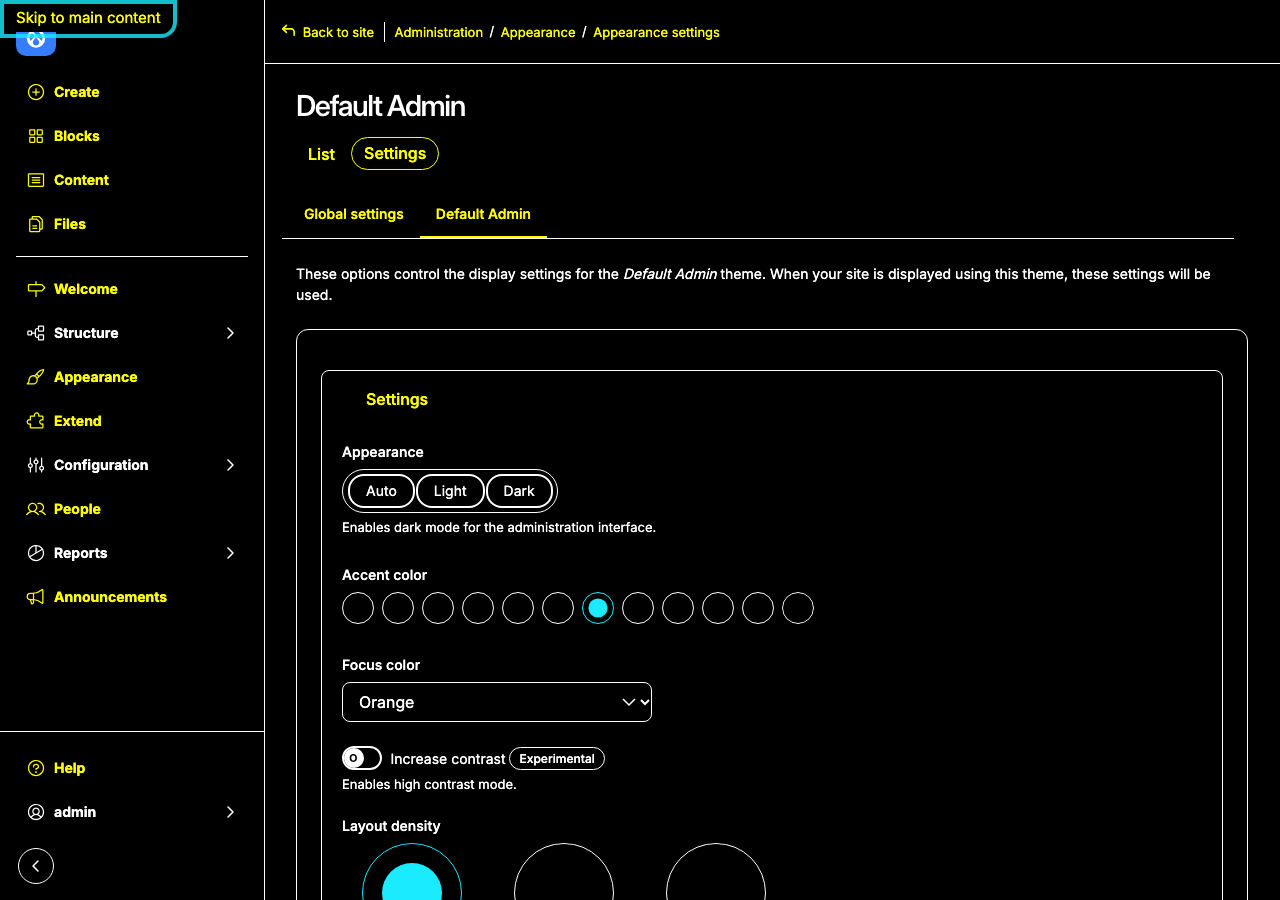 Skip to main content
Create
Blocks
Content
Files
Welcome
Structure
Appearance
Extend
Configuration
People
Reports
Announcements
Help
admin
Back to site
Administration / Appearance / Appearance settings
Default Admin
List Settings
Global settings Default Admin
These options control the display settings for the Default Admin theme. When your site is displayed using this theme, these settings will be
used.
Settings
Appearance
Auto Light Dark
Enables dark mode for the administration interface.
Accent color
Focus color
Orange
Increase contrast Experimental
Enables high contrast mode.
Layout density